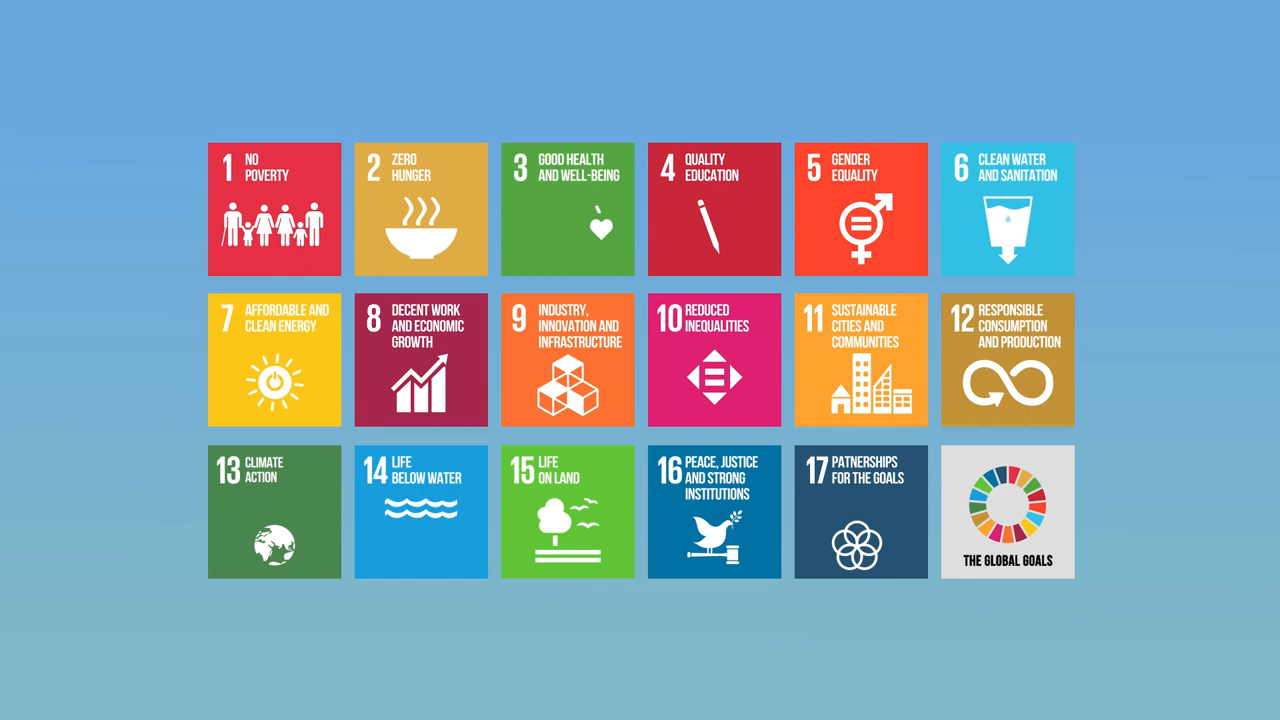 1 NO
POVERTY
2 ZERO
HUNGER
3 GOOD HEALTH
AND WELL-BEING
4 QUALITY
EDUCATION
5 GENDER
EQUALITY
6 CLEAN WATER
AND SANITATION
7 AFFORDABLE AND
CLEAN ENERGY
8 DECENT WORK
AND ECONOMIC
GROWTH
9 INDUSTRY,
INNOVATION AND
INFRASTRUCTURE
10 REDUCED
INEQUALITIES
11 SUSTAINABLE
CITIES AND
COMMUNITIES
12 RESPONSIBLE
CONSUMPTION
AND PRODUCTION
13 CLIMATE
ACTION
14 LIFE
BELOW WATER
15 LIFE
ON LAND
16 PEACE, JUSTICE
AND STRONG
INSTITUTIONS
17 PATNERSHIPS
FOR THE GOALS
THE GLOBAL GOALS